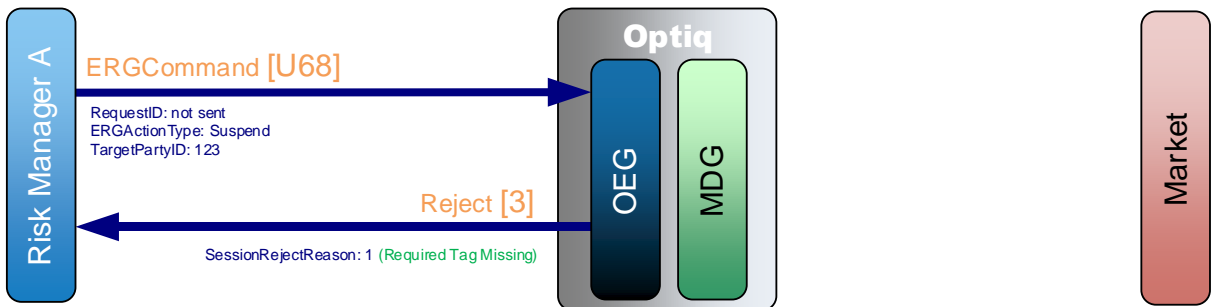 Risk Manager A
ERGCommand [U68]
RequestID: not sent
ERGActionType: Suspend
TargetPartyID: 123
Reject [3]
SessionRejectReason: 1 (Required Tag Missing)
Optiq
OEG
MDG
Market